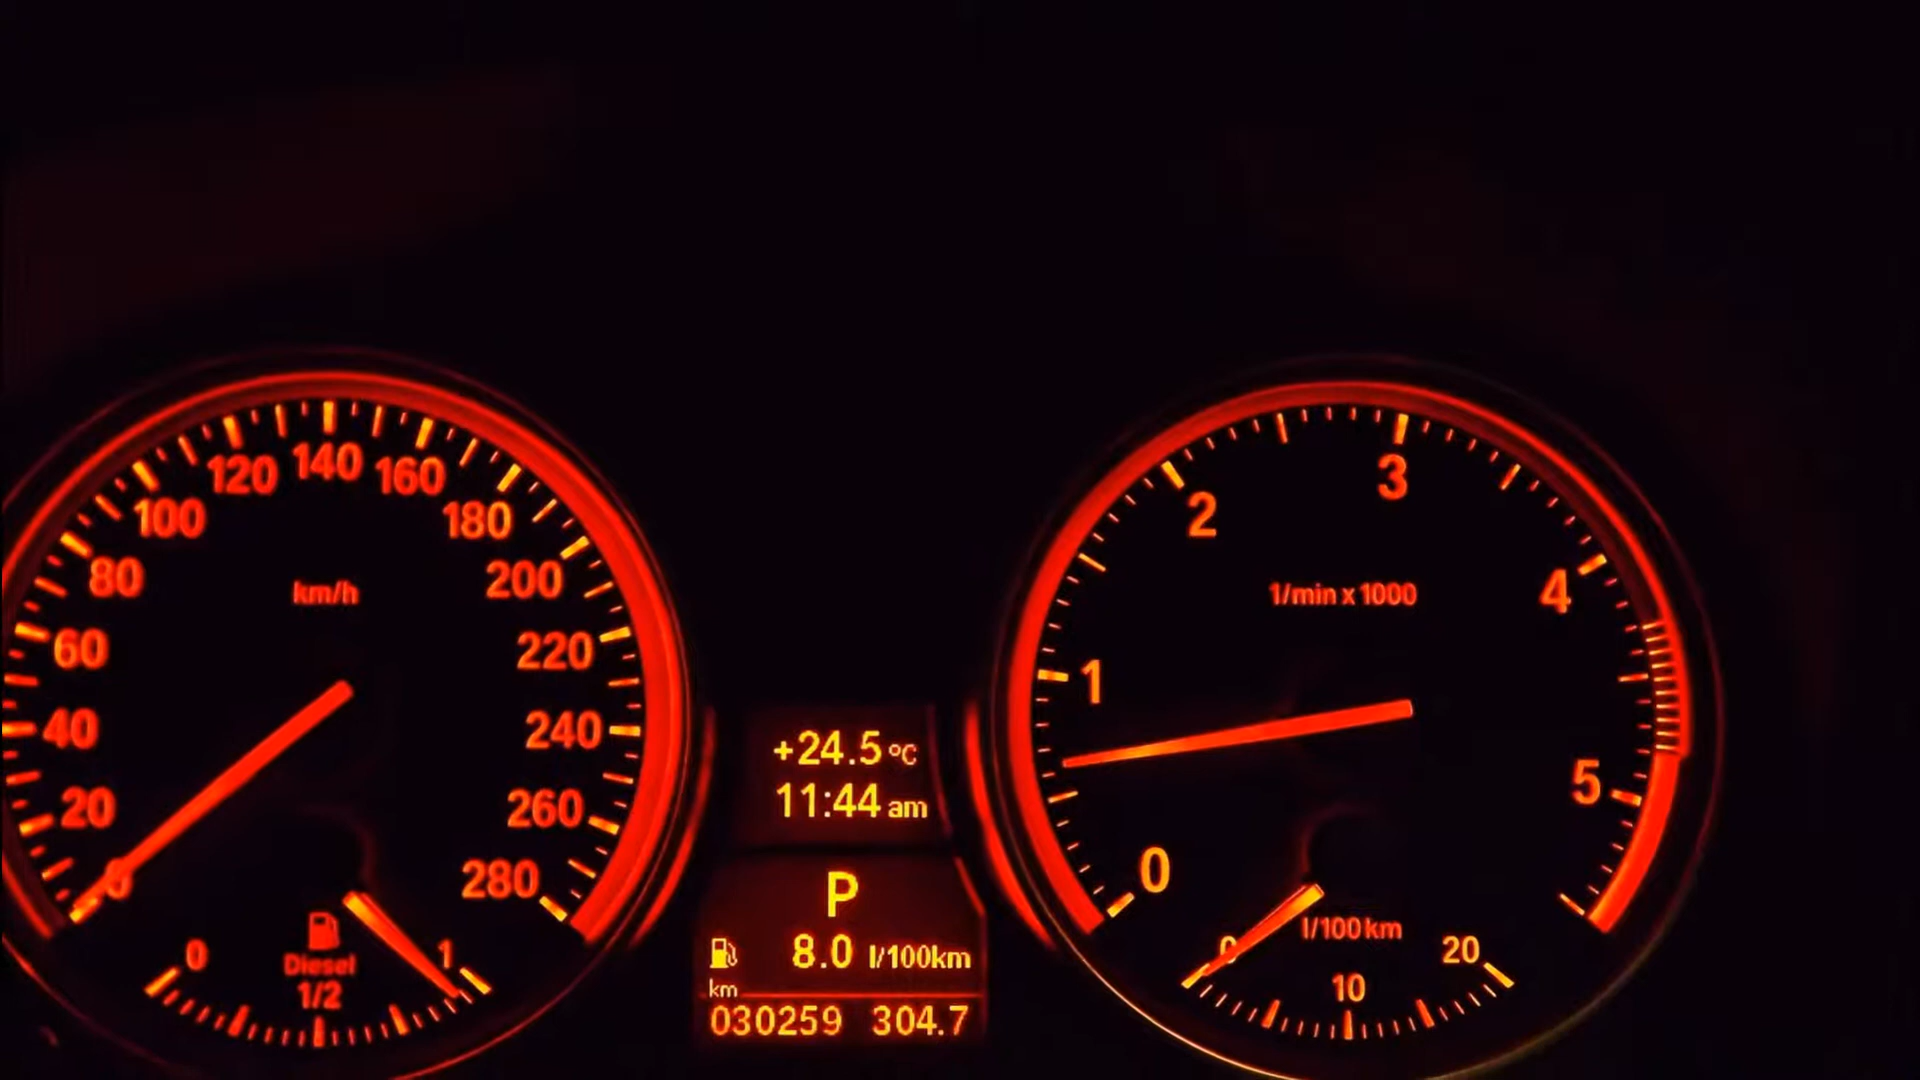 120 140 160
100 180
80 200
km/h
60 220
40 240
20 260
0 280
0 1
Diesel
1/2
+24.5 °C
11:44 am
P
8.0 l/100km
km
030259 304.7
3
2
1/min x 1000
4
1
5
0
l/100 km
0 20
10